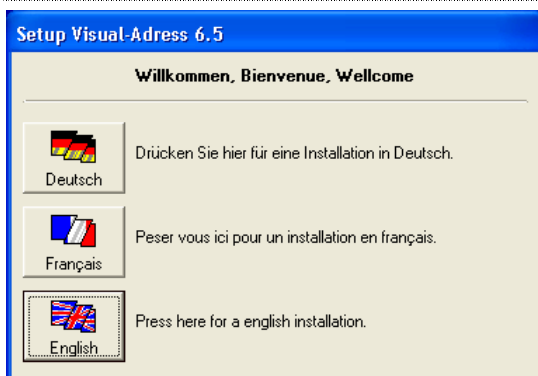 Setup Visual-Adress 6.5
Willkommen, Bienvenue, Wellcome
Drücken Sie hier für eine Installation in Deutsch.
Deutsch
Peser vous ici pour un installation en français.
Français
Press here for a english installation.
English